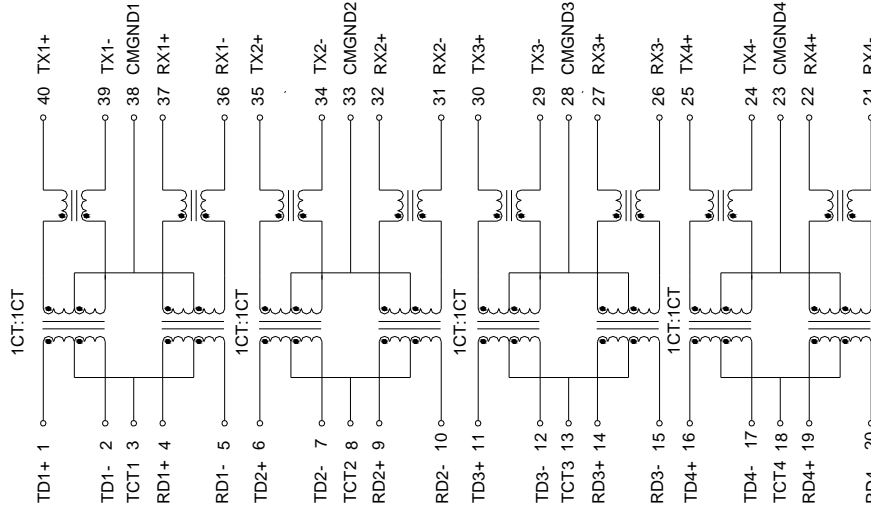 40 TX1+
39 TX1-
38 CMGND1
37 RX1+
36 RX1-
35 TX2+
34 TX2-
33 CMGND2
32 RX2+
31 RX2-
30 TX3+
29 TX3-
28 CMGND3
27 RX3+
26 RX3-
25 TX4+
24 TX4-
23 CMGND4
22 RX4+
21 RX4-
1CT:1CT
1CT:1CT
1CT:1CT
1CT:1CT
TD1+ 1
TD1- 2
TCT1 3
RD1+ 4
RD1- 5
TD2+ 6
TD2- 7
TCT2 8
RD2+ 9
RD2- 10
TD3+ 11
TD3- 12
TCT3 13
RD3+ 14
RD3- 15
TD4+ 16
TD4- 17
TCT4 18
RD4+ 19
RD4- 20